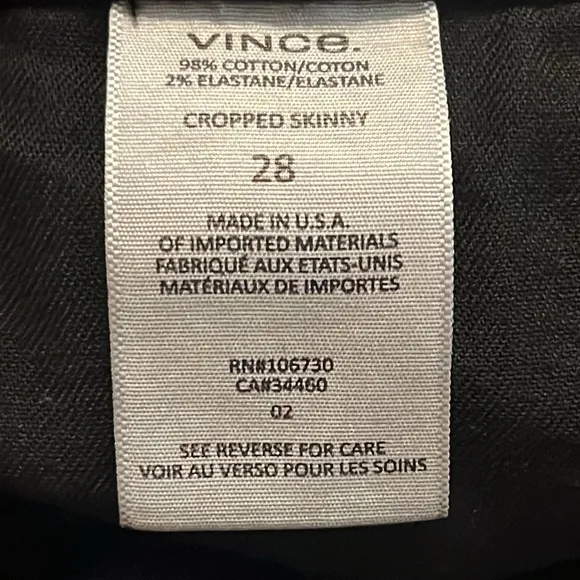 VINCE.
98% COTTON/COTON
2% ELASTANE/ELASTANE
CROPPED SKINNY
28
MADE IN U.S.A.
OF IMPORTED MATERIALS
FABRIQUÉ AUX ETATS-UNIS
MATÉRIAUX DE IMPORTES
RN#106730
CA#34460
02
SEE REVERSE FOR CARE
VOIR AU VERSO POUR LES SOINS